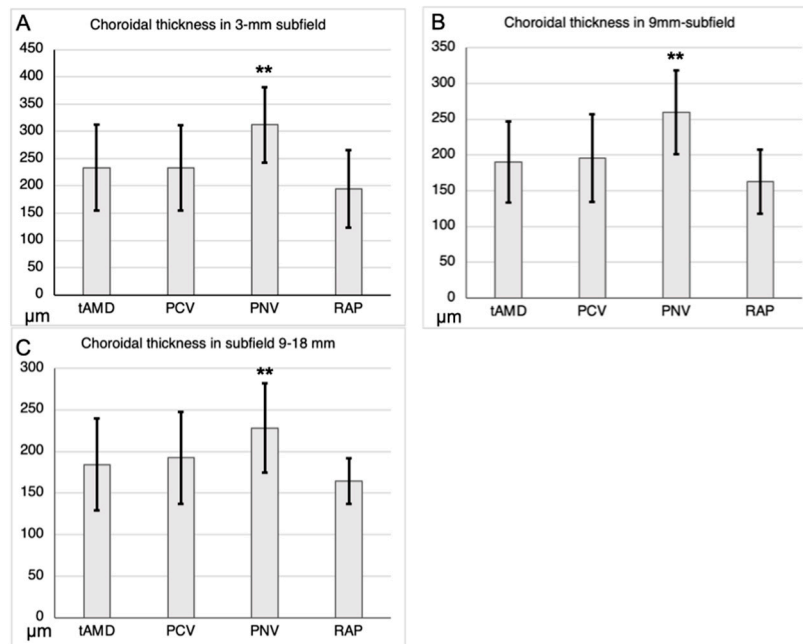 A
Choroidal thickness in 3-mm subfield
450
400
350
**
300
250
200
150
100
50
0
tAMD PCV PNV RAP
µm
B
Choroidal thickness in 9mm-subfield
350
**
300
250
200
150
100
50
0
tAMD PCV PNV RAP
µm
C
Choroidal thickness in subfield 9-18 mm
300
**
250
200
150
100
50
0
tAMD PCV PNV RAP
µm